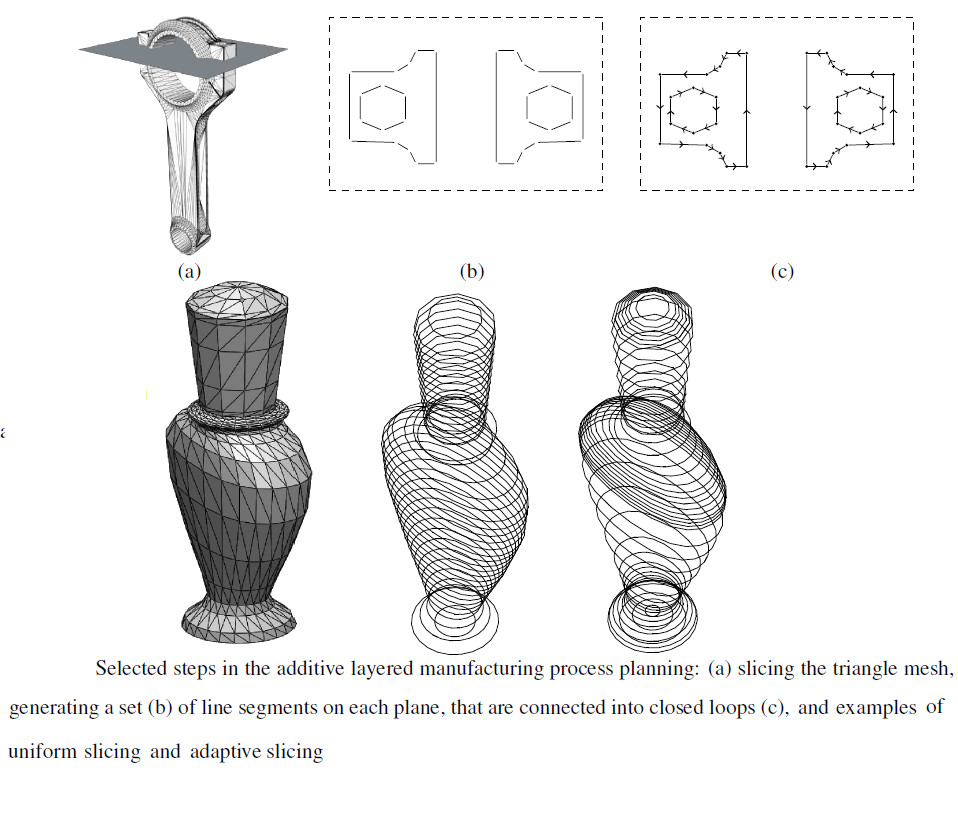 (a)
(b)
(c)
a
Selected steps in the additive layered manufacturing process planning: (a) slicing the triangle mesh,
generating a set (b) of line segments on each plane, that are connected into closed loops (c), and examples of
uniform slicing and adaptive slicing